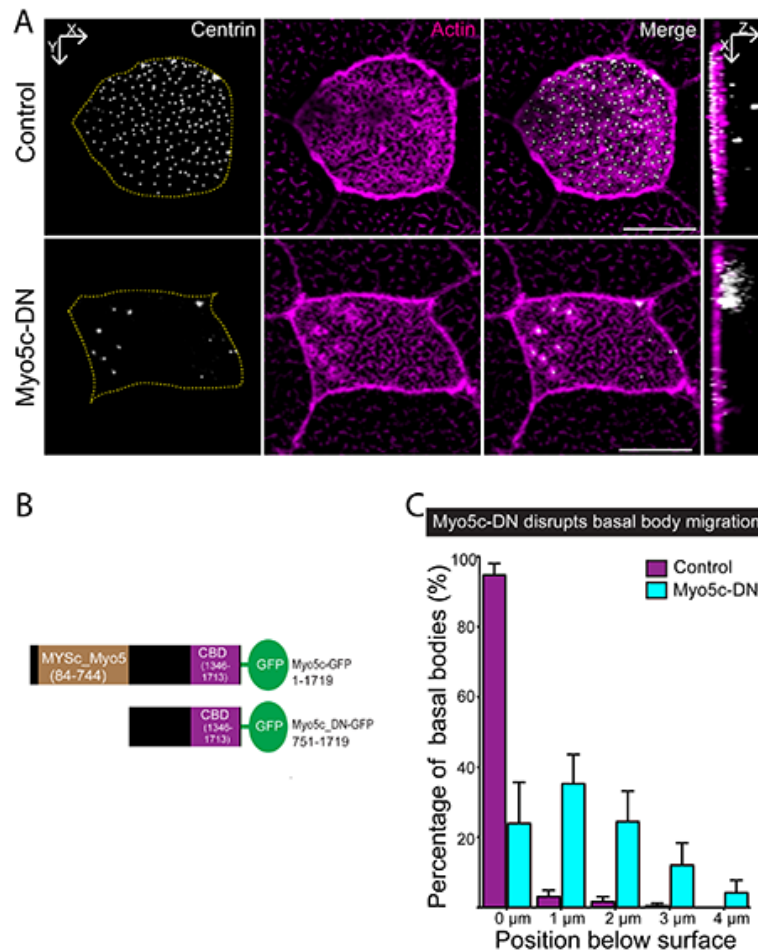 A
X
Y
Centrin
Actin
Merge
Z
X
Control
Myo5c-DN
B
MYSc_Myo5
(84-744)
CBD
(1346-
1713)
GFP
Myo5c-GFP
1-1719
CBD
(1346-
1713)
GFP
Myo5c_DN-GFP
751-1719
C
Myo5c-DN disrupts basal body migration
Percentage of basal bodies (%)
100
80
60
40
20
Control
Myo5c-DN
0 μm 1 μm 2 μm 3 μm 4 μm
Position below surface